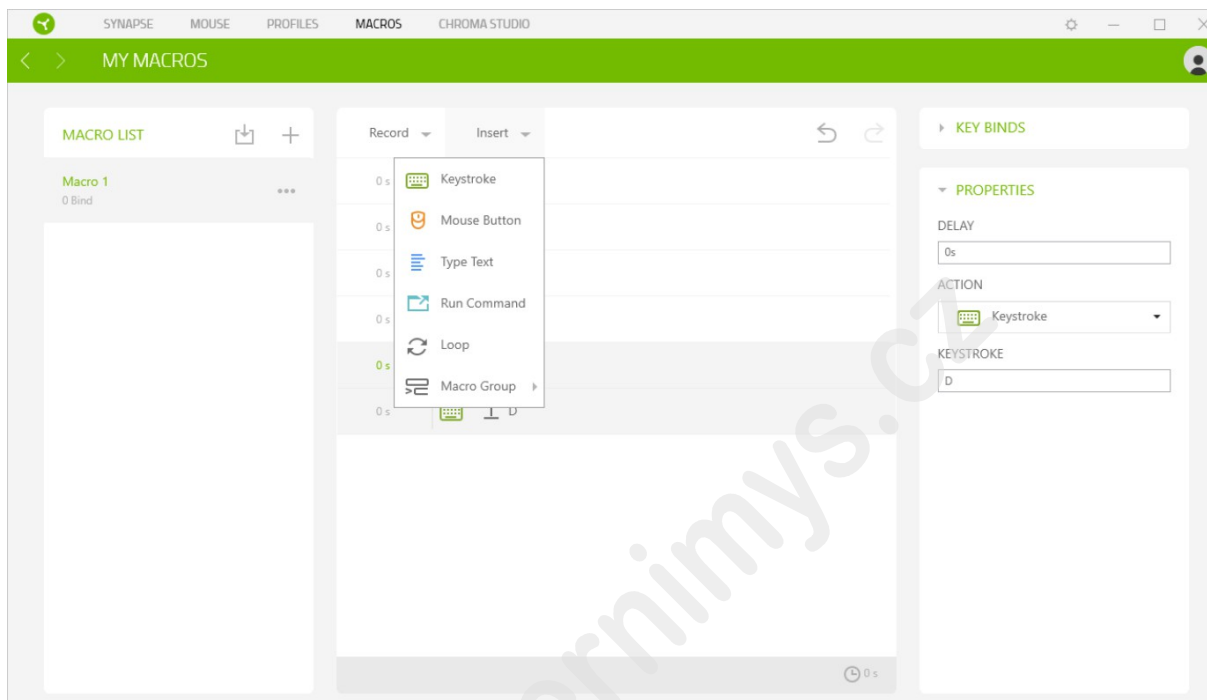 SYNAPSE MOUSE PROFILES MACROS CHROMA STUDIO
MY MACROS
MACRO LIST
Macro 1
0 Bind
Record Insert
0 s
0 s
0 s
0 s
0 s
0 s D
Keystroke
Mouse Button
Type Text
Run Command
Loop
Macro Group
0 s
KEY BINDS
PROPERTIES
DELAY
0s
ACTION
Keystroke
KEYSTROKE
D
ernimys.cz